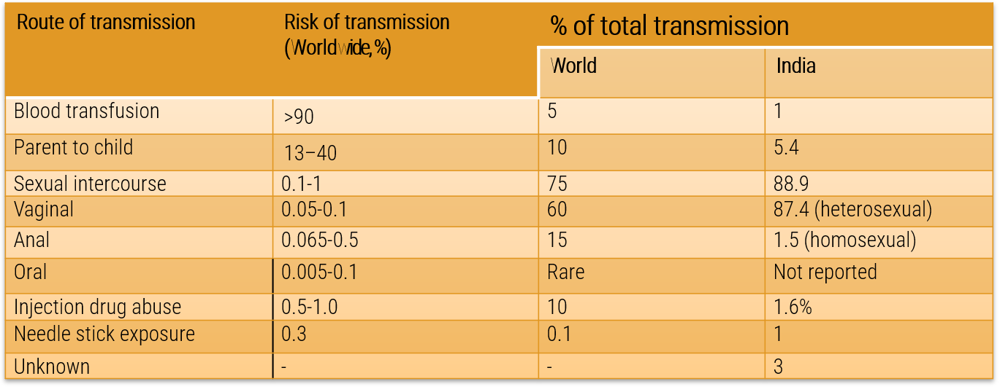 Route of transmission Risk of transmission % of total transmission
(Worldwide, %)
World India
Blood transfusion >90 5 1
Parent to child 13–40 10 5.4
Sexual intercourse 0.1-1 75 88.9
Vaginal 0.05-0.1 60 87.4 (heterosexual)
Anal 0.065-0.5 15 1.5 (homosexual)
Oral 0.005-0.1 Rare Not reported
Injection drug abuse 0.5-1.0 10 1.6%
Needle stick exposure 0.3 0.1 1
Unknown - - 3